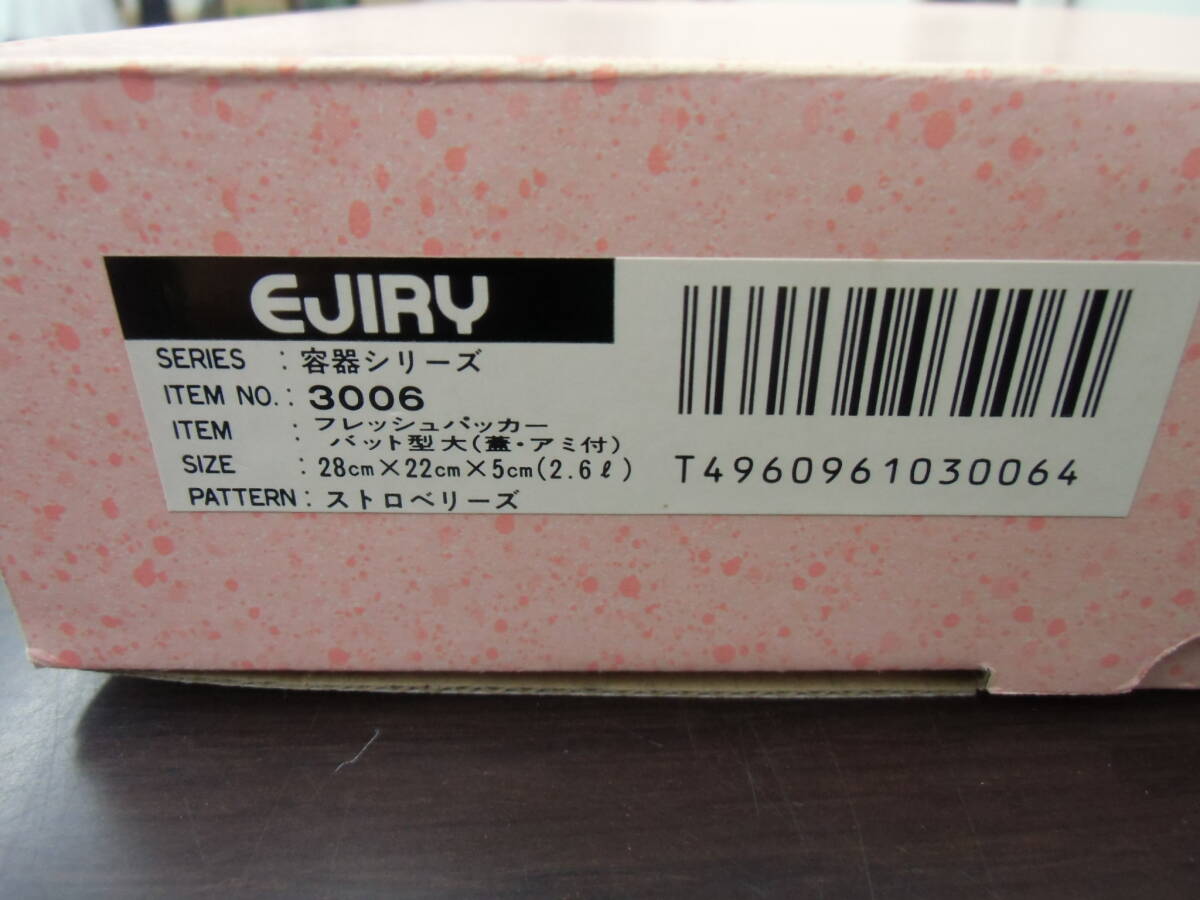 EJIRY
SERIES : 容器シリーズ
ITEM NO. : 3006
ITEM : フレッシュパッカー
バット型 大(蓋・アミ付)
SIZE : 28cm×22cm×5cm(2.6ℓ)
PATTERN : ストロベリーズ
T4960961030064